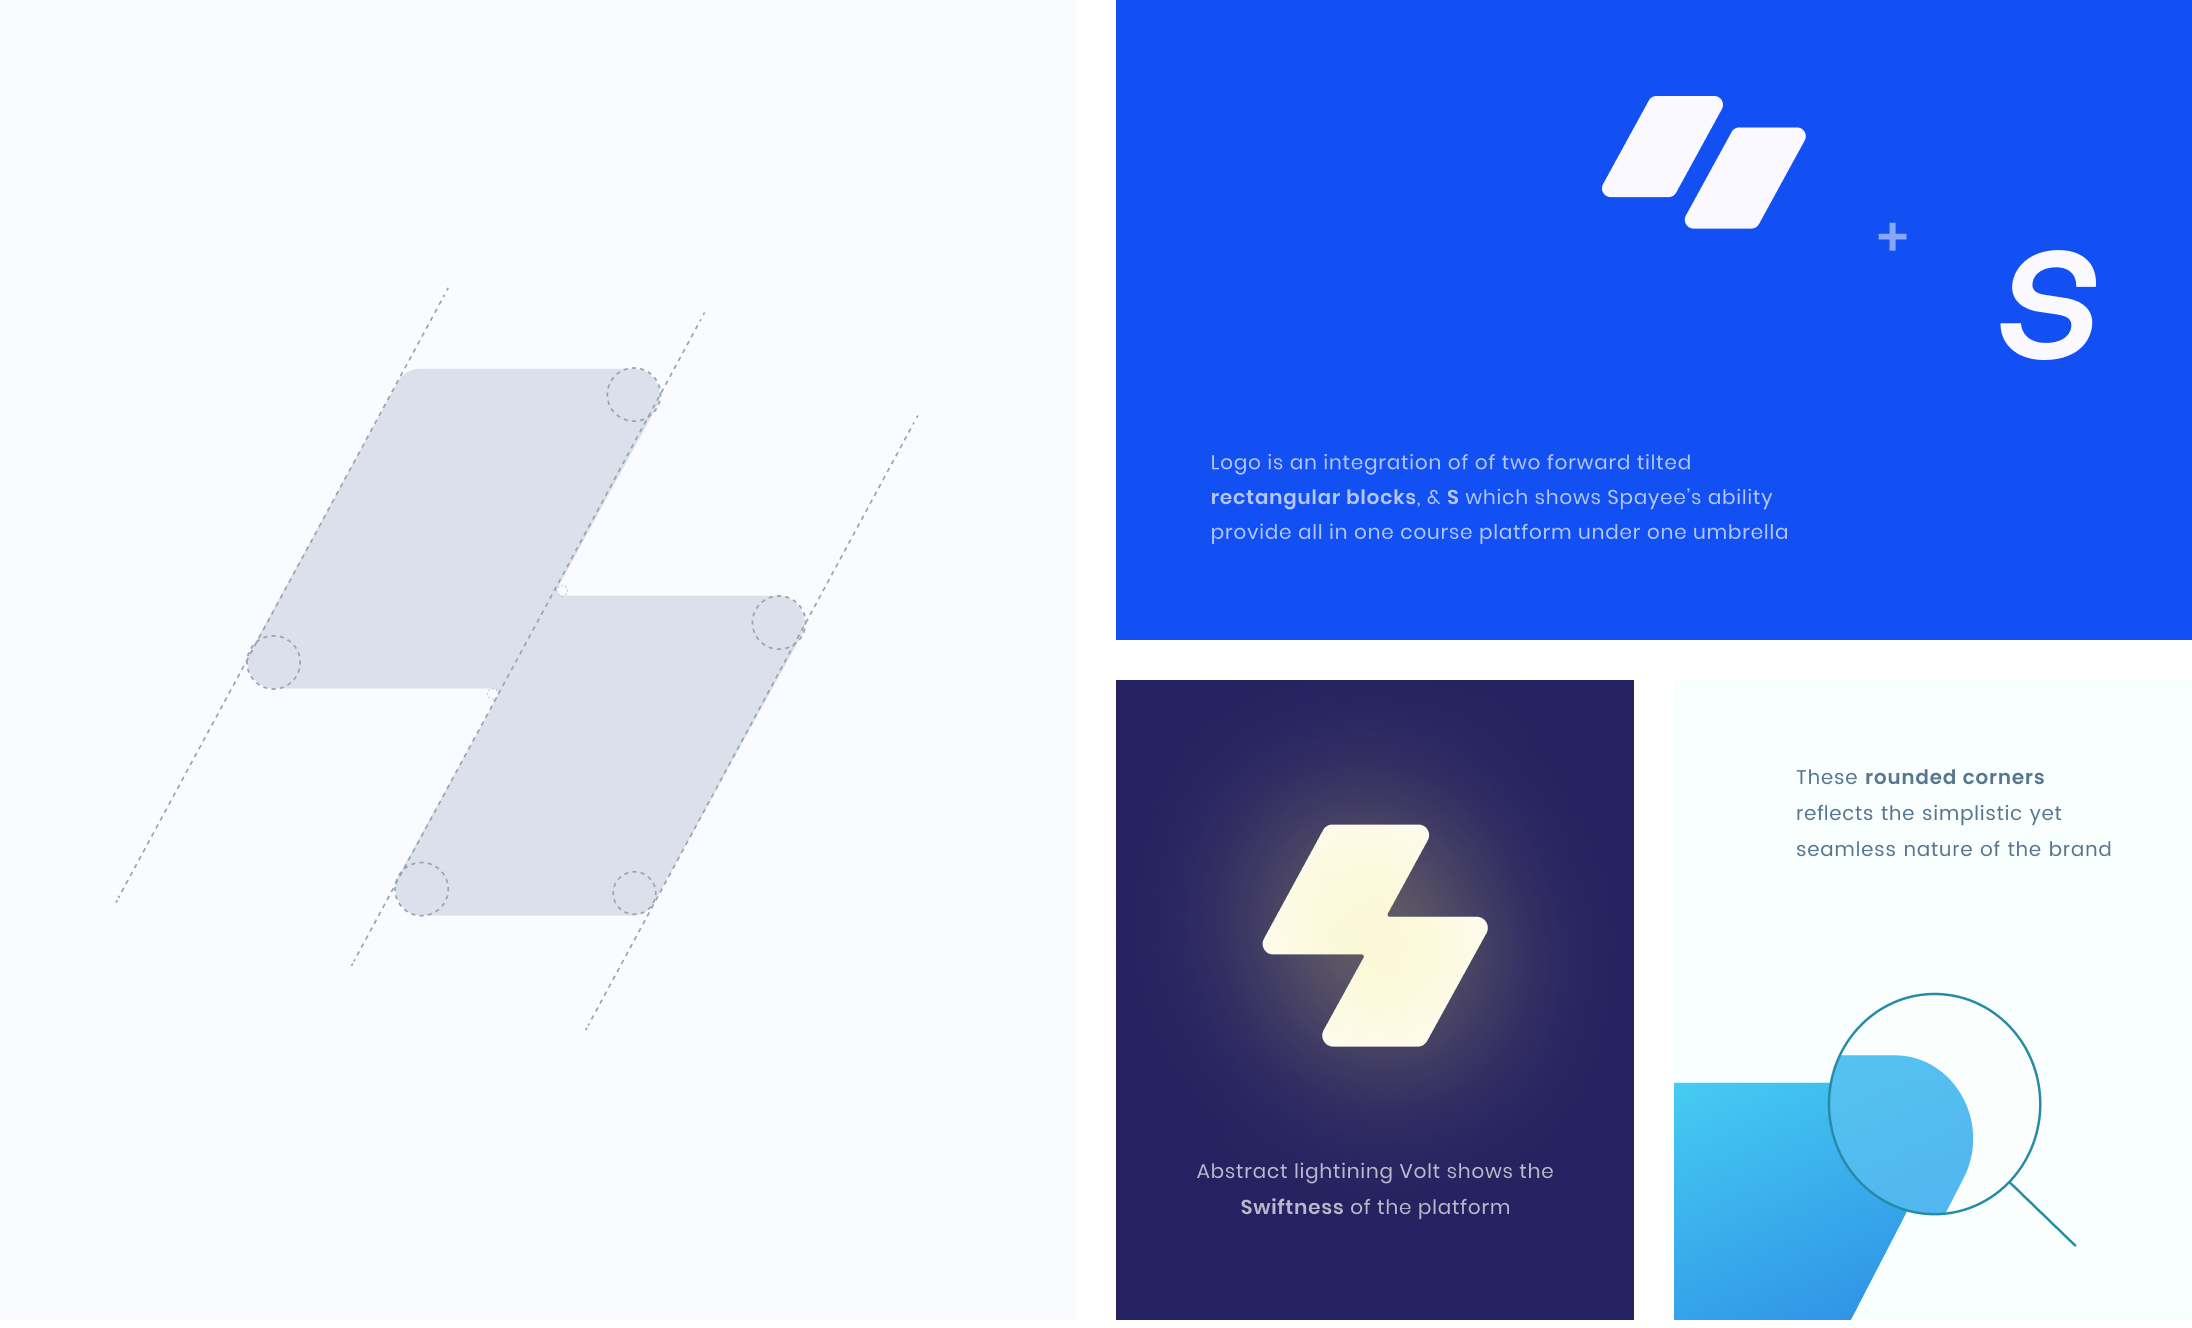 +
S
Logo is an integration of of two forward tilted
rectangular blocks, & S which shows Spayee's ability
provide all in one course platform under one umbrella
Abstract lightining Volt shows the
Swiftness of the platform
These rounded corners
reflects the simplistic yet
seamless nature of the brand